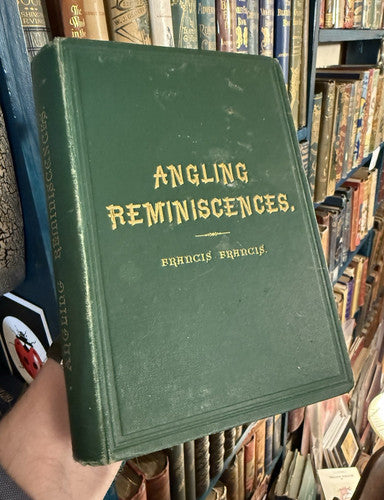 ANGLING
REMINISCENCES.
FRANCIS FRANCIS.
ANGLING REMINISCENCES.